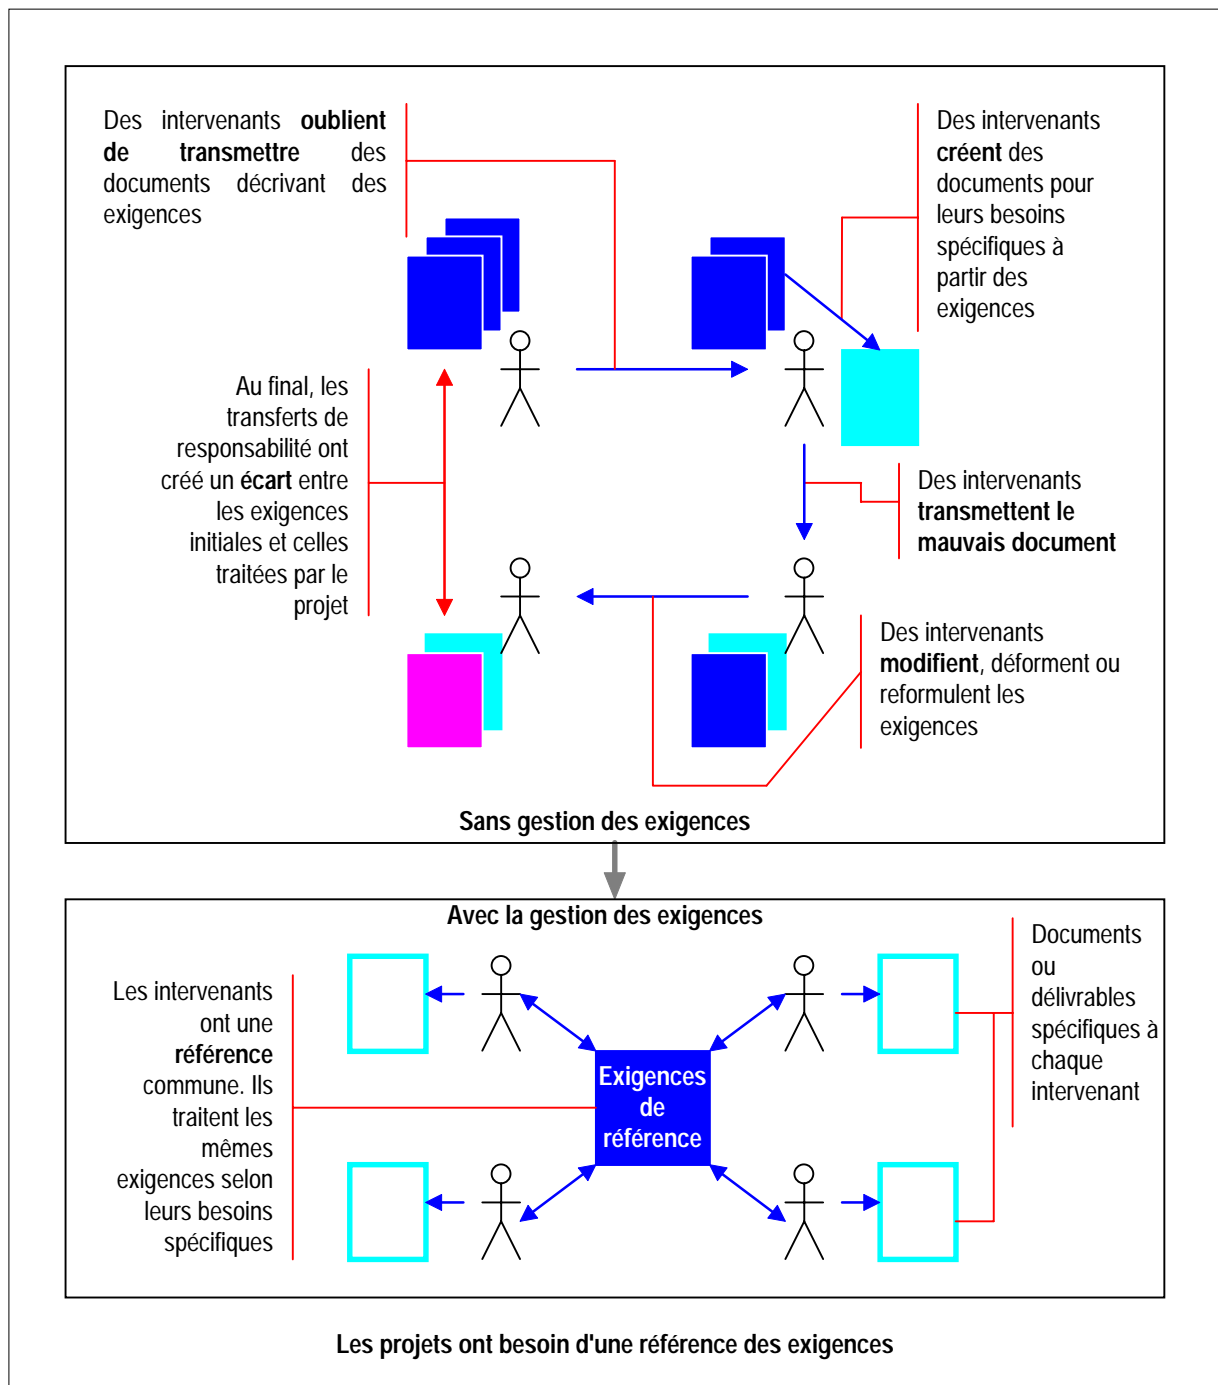 Des intervenants oublient
de transmettre des
documents décrivant des
exigences
Des intervenants
créent des
documents pour
leurs besoins
spécifiques à
partir des
exigences
Au final, les
transferts de
responsabilité ont
créé un écart entre
les exigences
initiales et celles
traitées par le
projet
Des intervenants
transmettent le
mauvais document
Des intervenants
modifient, déforment ou
reformulent les
exigences
Sans gestion des exigences
Avec la gestion des exigences
Les intervenants
ont une
référence
commune. Ils
traitent les
mêmes
exigences selon
leurs besoins
spécifiques
Exigences
de
référence
Documents
ou
délivrables
spécifiques à
chaque
intervenant
Les projets ont besoin d'une référence des exigences